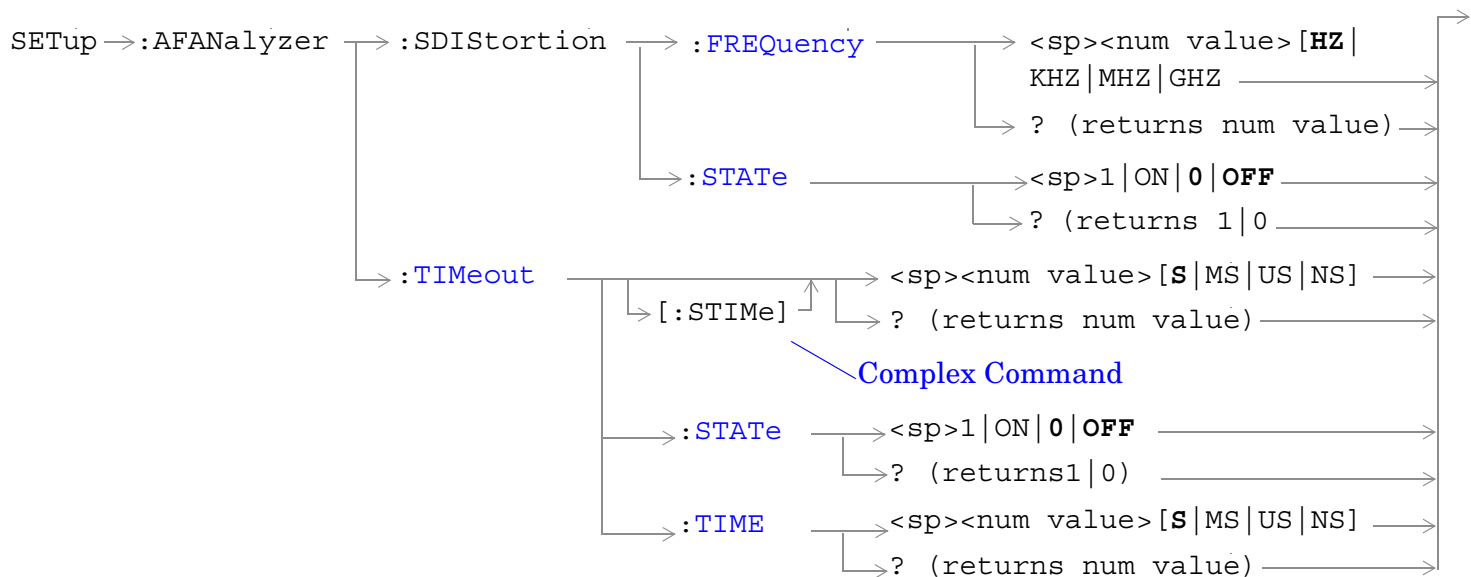 SETup :AFANalyzer :SDIStortion :FREQuency <sp><num value>[HZ|
KHZ|MHZ|GHZ
? (returns num value)
:STATe <sp>1|ON|0|OFF
? (returns 1|0
:TIMeout <sp><num value>[S|MS|US|NS]
[:STIMe] ? (returns num value)
Complex Command
:STATe <sp>1|ON|0|OFF
? (returns1|0)
:TIME <sp><num value>[S|MS|US|NS]
? (returns num value)